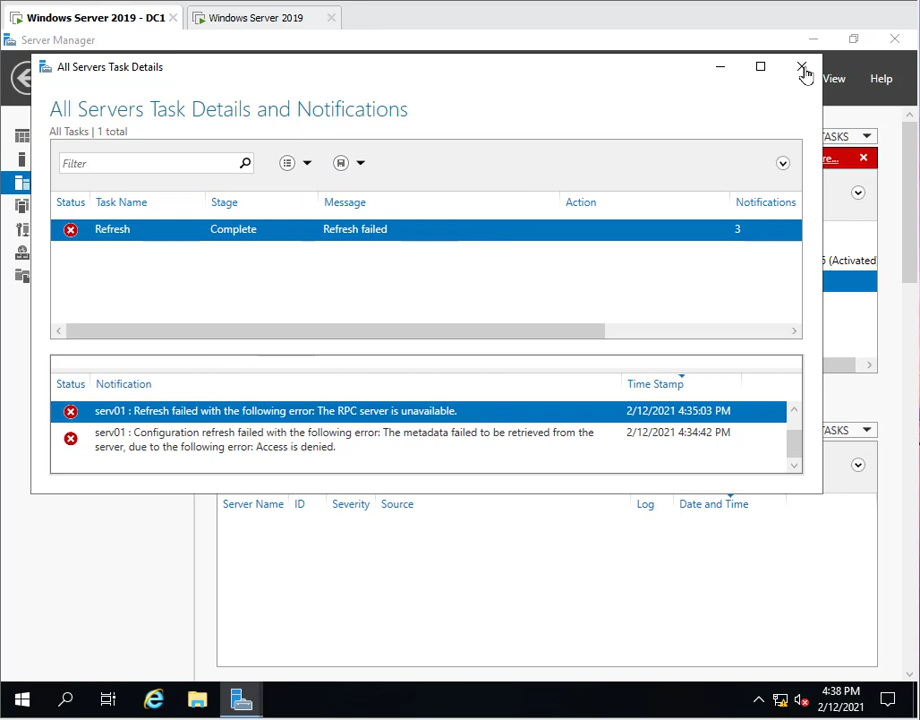 Windows Server 2019 - DC1
Windows Server 2019
Server Manager
All Servers Task Details
View
Help
All Servers Task Details and Notifications
All Tasks | 1 total
TASKS
Filter
re...
Status
Task Name
Stage
Message
Action
Notifications
Refresh
Complete
Refresh failed
3
(Activated)
Status
Notification
Time Stamp
serv01 : Refresh failed with the following error: The RPC server is unavailable.
2/12/2021 4:35:03 PM
serv01 : Configuration refresh failed with the following error: The metadata failed to be retrieved from the
server, due to the following error: Access is denied.
2/12/2021 4:34:42 PM
TASKS
Server Name
ID
Severity
Source
Log
Date and Time
4:38 PM
2/12/2021